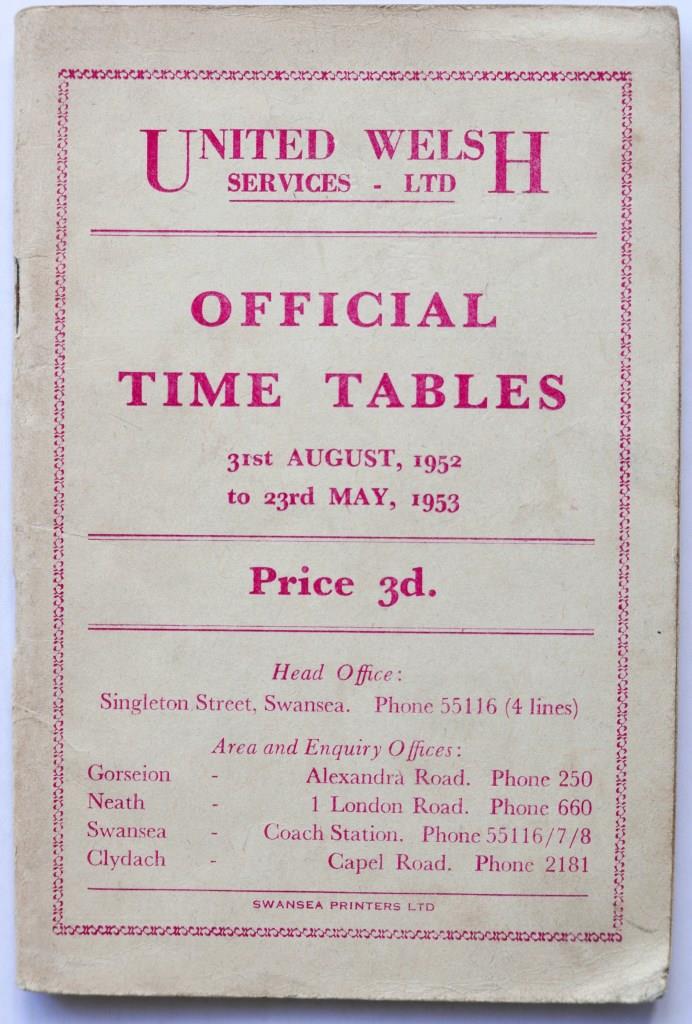 UNITED WELSH
SERVICES - LTD
OFFICIAL
TIME TABLES
31st AUGUST, 1952
to 23rd MAY, 1953
Price 3d.
Head Office:
Singleton Street, Swansea. Phone 55116 (4 lines)
Area and Enquiry Offices:
Gorseion - Alexandra Road. Phone 250
Neath - 1 London Road. Phone 660
Swansea - Coach Station. Phone 55116/7/8
Clydach - Capel Road. Phone 2181
SWANSEA PRINTERS LTD